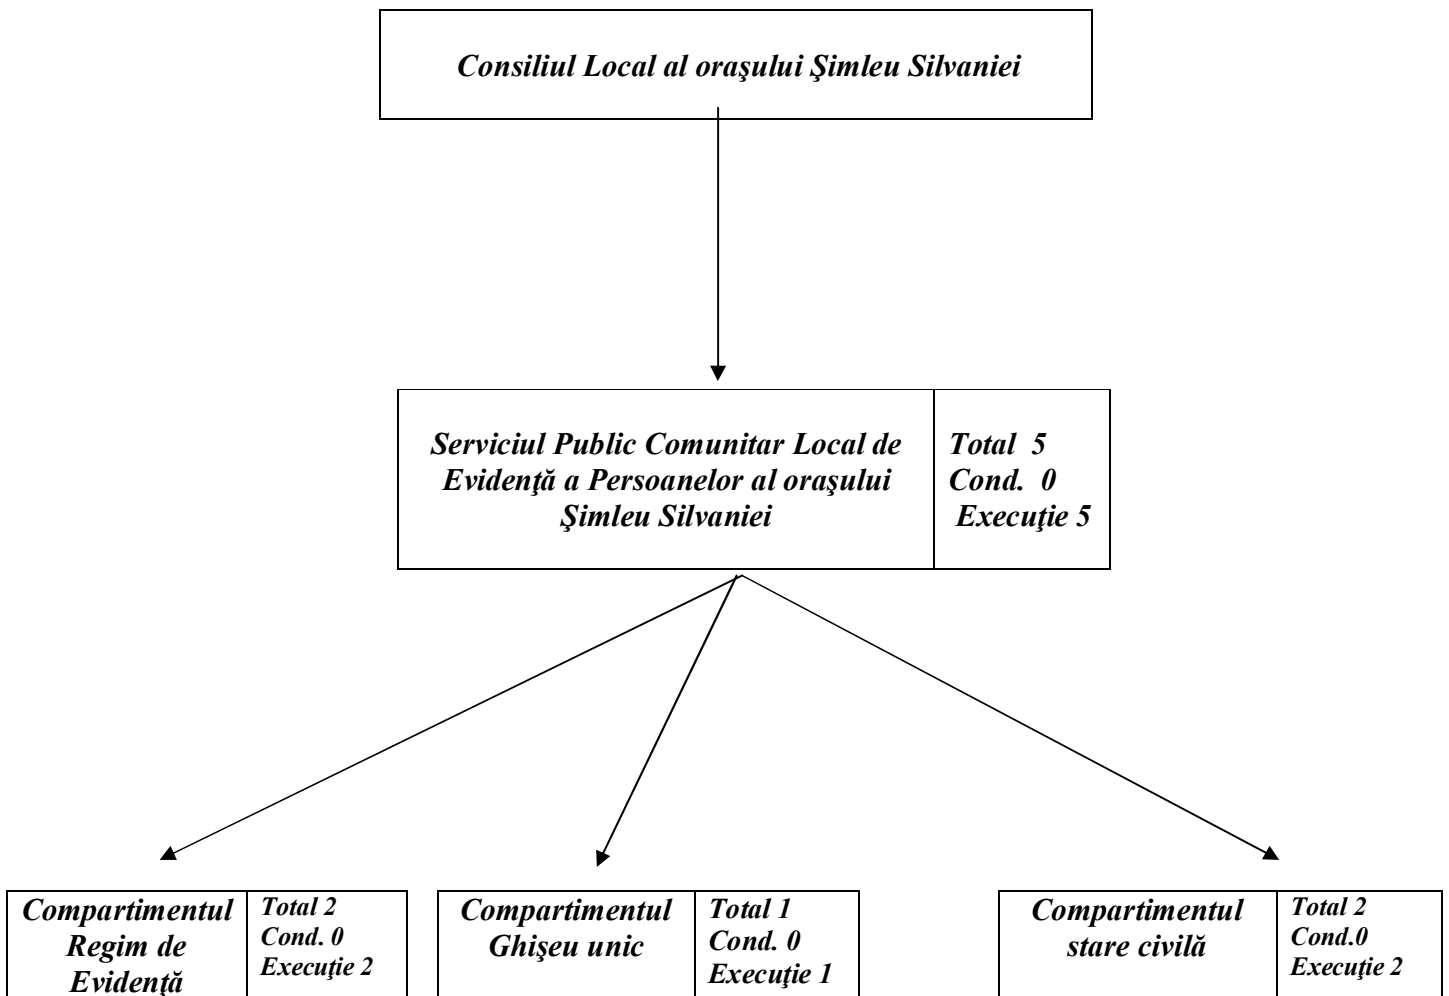 Consiliul Local al oraşului Şimleu Silvaniei
Serviciul Public Comunitar Local de
Evidenţă a Persoanelor al oraşului
Şimleu Silvaniei
Total 5
Cond. 0
Execuţie 5
Compartimentul
Regim de
Evidenţă
Total 2
Cond. 0
Execuţie 2
Compartimentul
Ghişeu unic
Total 1
Cond. 0
Execuţie 1
Compartimentul
stare civilă
Total 2
Cond.0
Execuţie 2